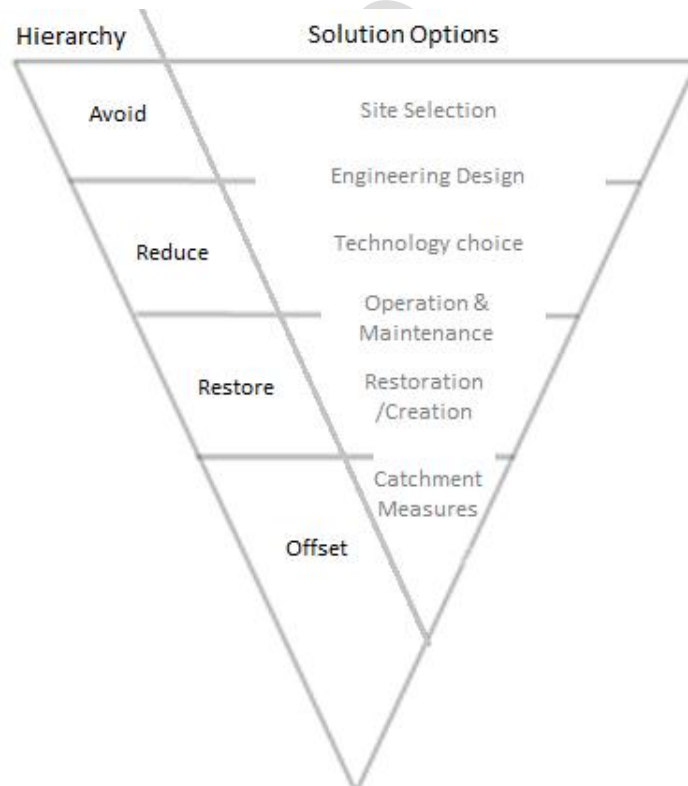 Hierarchy
Solution Options
Avoid
Site Selection
Engineering Design
Reduce
Technology choice
Operation &
Maintenance
Restore
Restoration
/Creation
Catchment
Measures
Offset